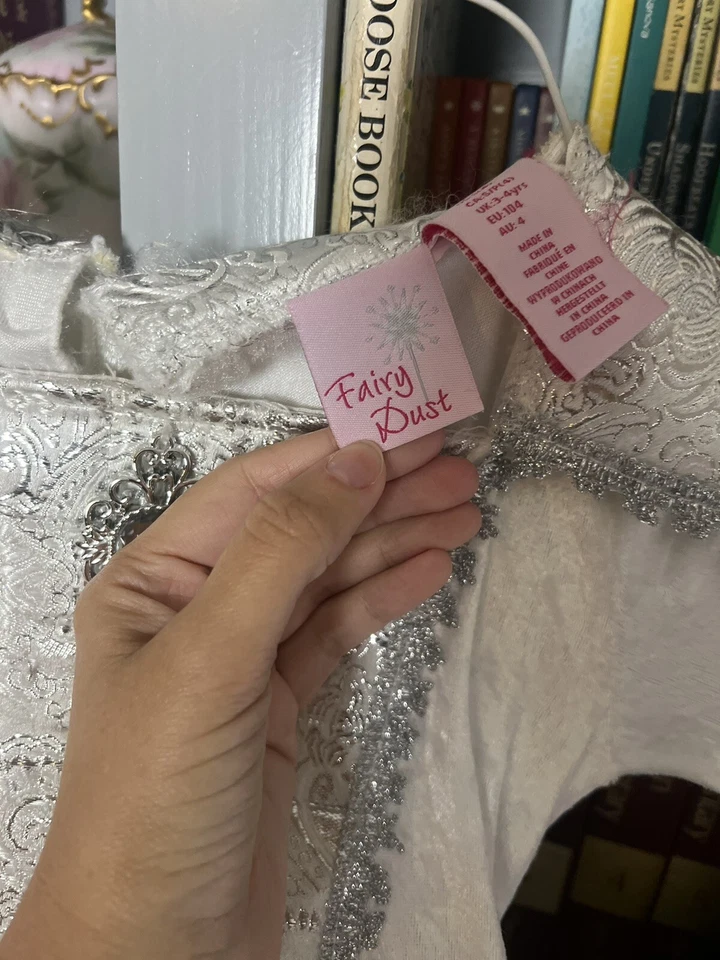 OOSE BOOK
Fairy
Dust
CA:S/P(4)
UK:3-4yrs
EU:104
AU: 4
MADE IN
CHINA
FABRIQUÉ EN
CHINE
WYPRODUKOWANO
W CHINACH
HERGESTELLT
IN CHINA
GEPRODUCEERD IN
CHINA